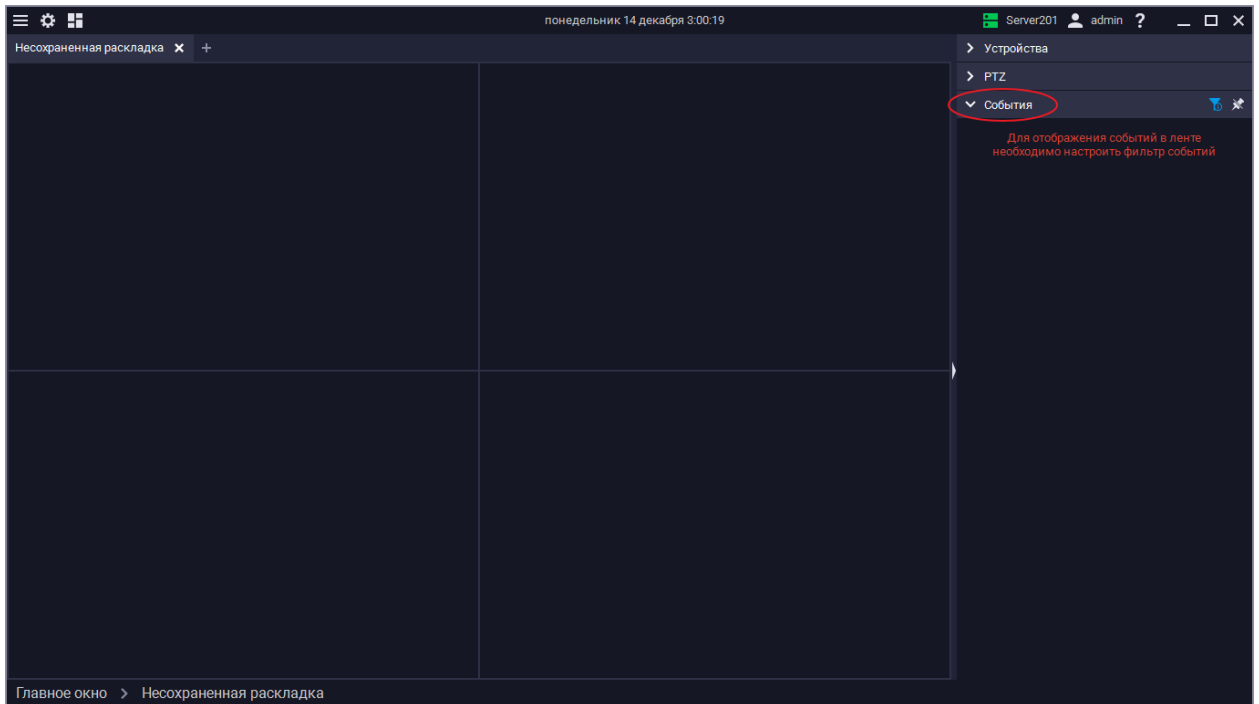 понедельник 14 декабря 3:00:19
Server201 admin ?
Несохраненная раскладка
Устройства
PTZ
События
Для отображения событий в ленте
необходимо настроить фильтр событий
Главное окно > Несохраненная раскладка